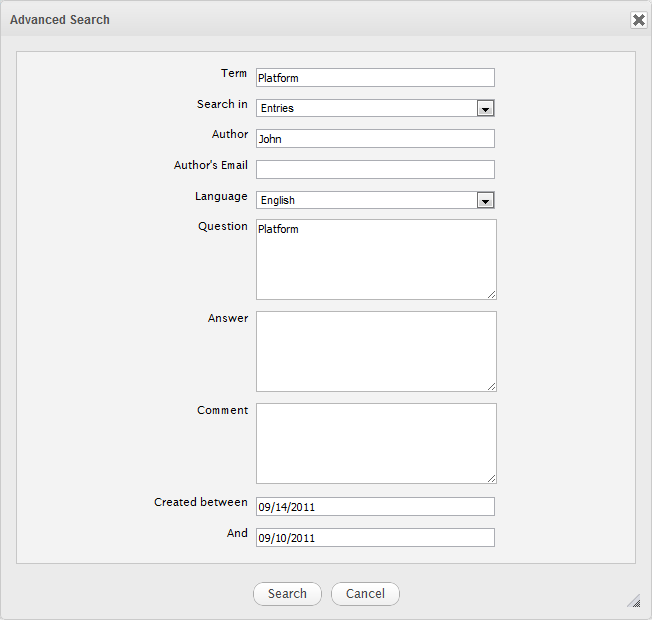 Advanced Search
Term Platform
Search in Entries
Author John
Author's Email
Language English
Question Platform
Answer
Comment
Created between 09/14/2011
And 09/10/2011
Search Cancel